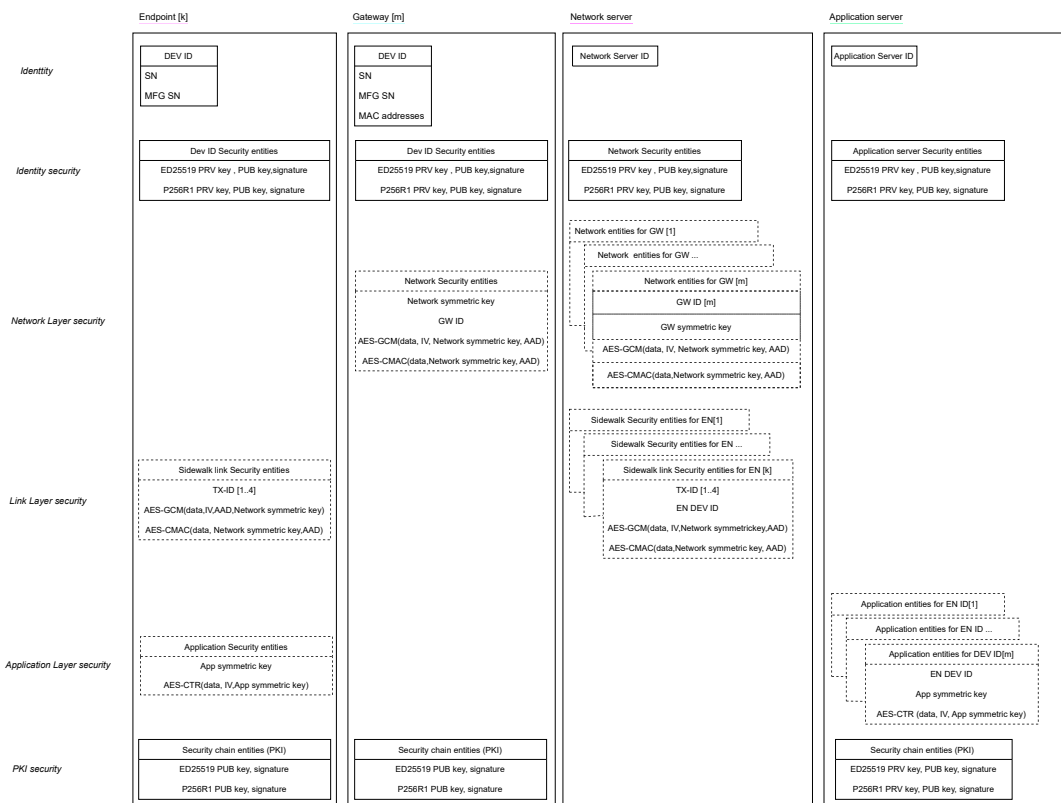 Endpoint [k]
Gateway [m]
Network server
Application server
Identtity
DEV ID
SN
MFG SN
DEV ID
SN
MFG SN
MAC addresses
Network Server ID
Application Server ID
Identity security
Dev ID Security entities
ED25519 PRV key , PUB key,signature
P256R1 PRV key, PUB key, signature
Dev ID Security entities
ED25519 PRV key , PUB key,signature
P256R1 PRV key, PUB key, signature
Network Security entities
ED25519 PRV key , PUB key,signature
P256R1 PRV key, PUB key, signature
Application server Security entities
ED25519 PRV key , PUB key,signature
P256R1 PRV key, PUB key, signature
Network Layer security
Network Security entities
Network symmetric key
GW ID
AES-GCM(data, IV, Network symmetric key, AAD)
AES-CMAC(data,Network symmetric key, AAD)
Network entities for GW [1]
Network entities for GW ...
Network entities for GW [m]
GW ID [m]
GW symmetric key
AES-GCM(data, IV, Network symmetric key, AAD)
AES-CMAC(data,Network symmetric key, AAD)
Link Layer security
Sidewalk link Security entities
TX-ID [1..4]
AES-GCM(data,IV,AAD,Network symmetric key)
AES-CMAC(data, Network symmetric key,AAD)
Sidewalk Security entities for EN[1]
Sidewalk Security entities for EN ...
Sidewalk link Security entities for EN [k]
TX-ID [1..4]
EN DEV ID
AES-GCM(data, IV,Network symmetrickey,AAD)
AES-CMAC(data,Network symmetric key, AAD)
Application Layer security
Application Security entities
App symmetric key
AES-CTR(data, IV,App symmetric key)
Application entities for EN ID[1]
Application entities for EN ID ...
Application entities for DEV ID[m]
EN DEV ID
App symmetric key
AES-CTR (data, IV, App symmetric key)
PKI security
Security chain entities (PKI)
ED25519 PUB key, signature
P256R1 PUB key, signature
Security chain entities (PKI)
ED25519 PUB key, signature
P256R1 PUB key, signature
Security chain entities (PKI)
ED25519 PRV key, PUB key, signature
P256R1 PRV key, PUB key, signature